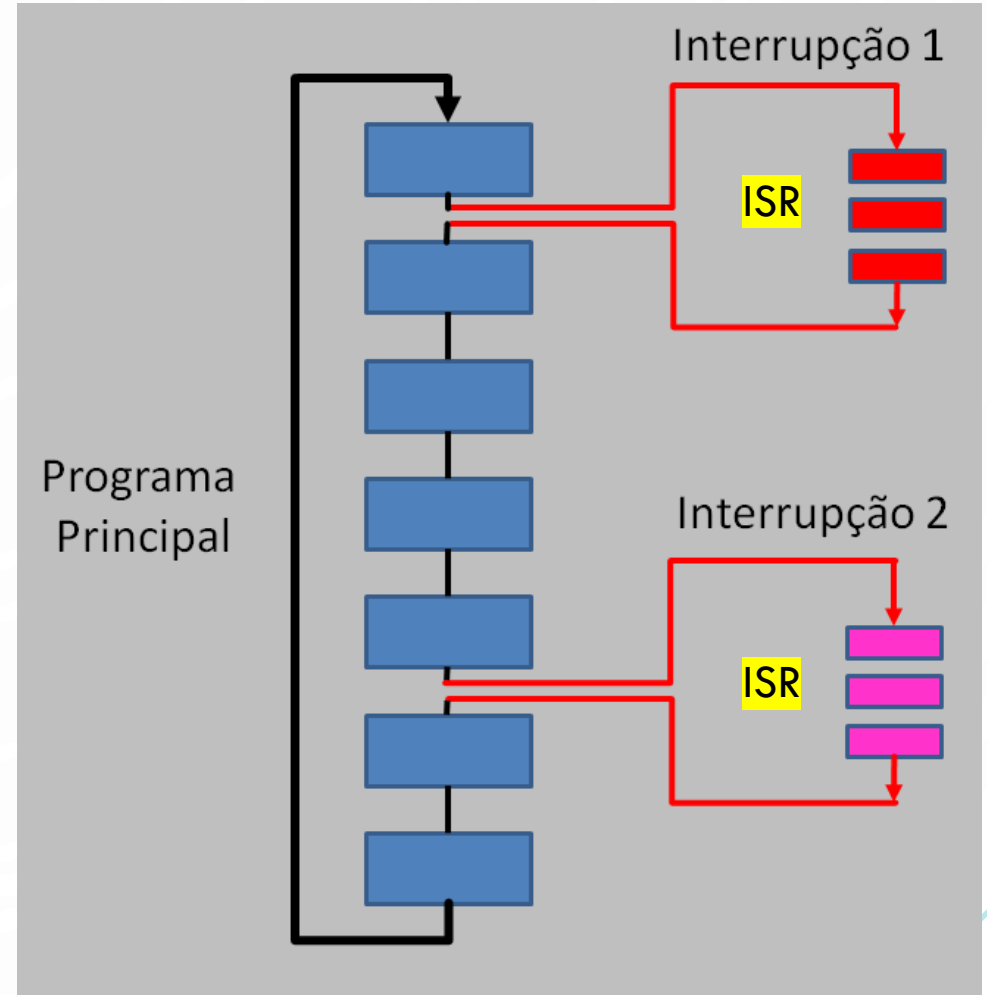 Interrupção 1
ISR
Programa
Principal
Interrupção 2
ISR